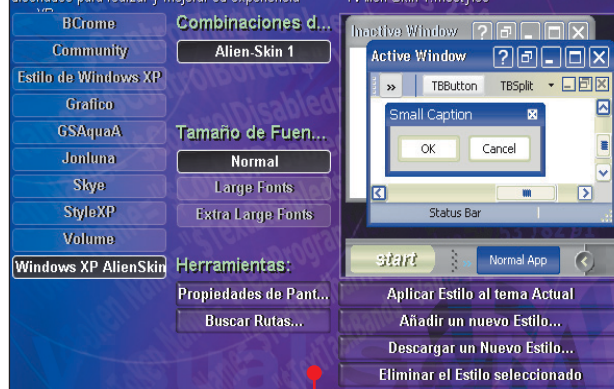 BCrome
Community
Estilo de Windows XP
Grafico
GSAquaA
Jonluna
Skye
StyleXP
Volume
Windows XP AlienSkin
Combinaciones d...
Alien-Skin 1
Tamaño de Fuen...
Normal
Large Fonts
Extra Large Fonts
Herramientas:
Propiedades de Pant...
Buscar Rutas...
Inactive Window
Active Window
» TBButton TBSplit
Small Caption
OK Cancel
Status Bar
start Normal App
Aplicar Estilo al tema Actual
Añadir un nuevo Estilo...
Descargar un Nuevo Estilo...
Eliminar el Estilo seleccionado